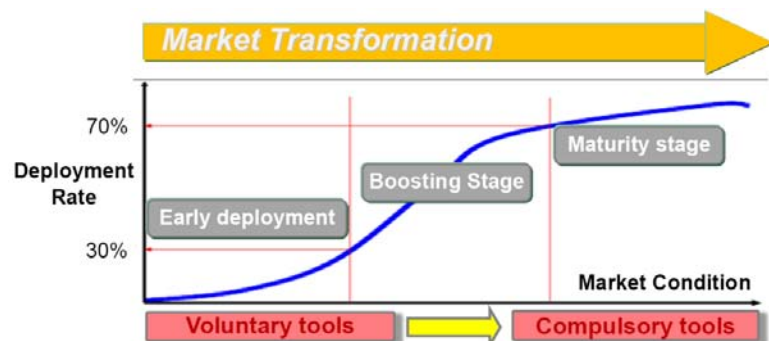 Market Transformation
70%
Maturity stage
Deployment
Rate
Boosting Stage
Early deployment
30%
Market Condition
Voluntary tools
Compulsory tools